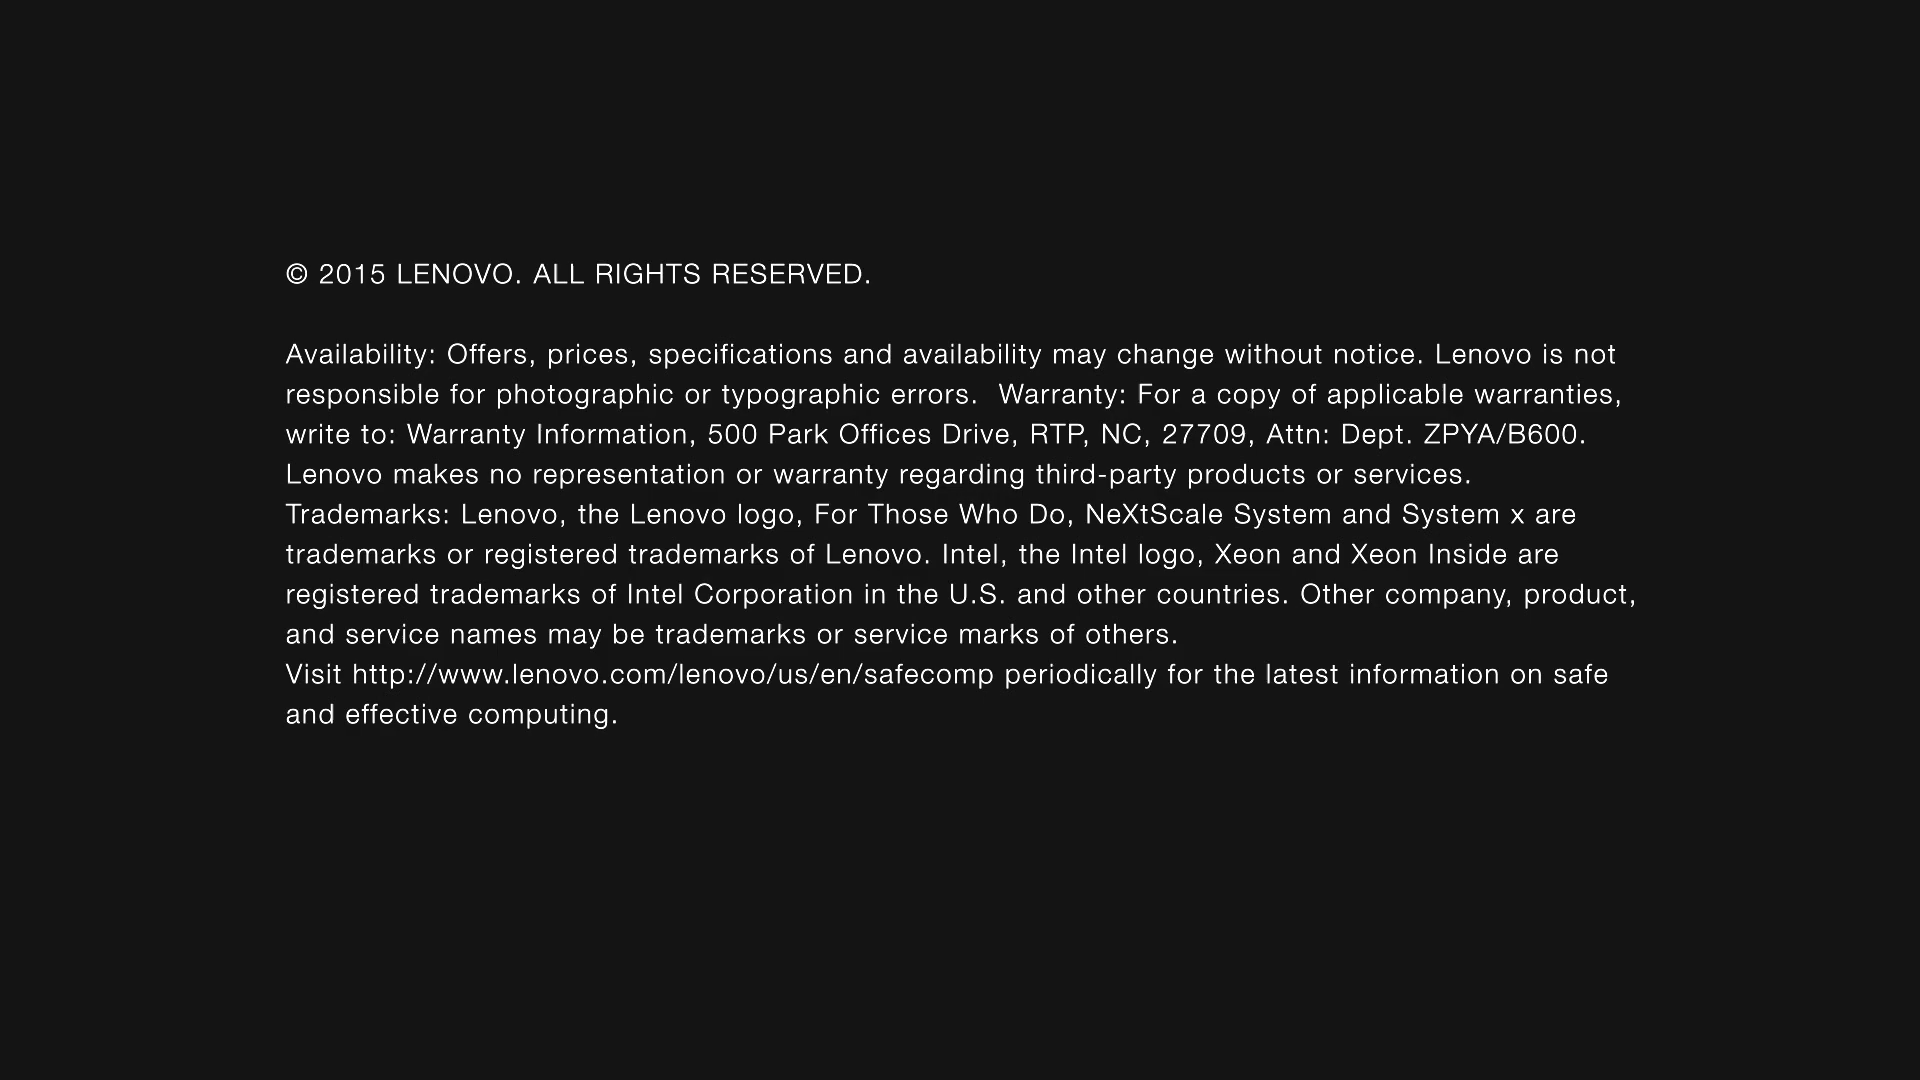 © 2015 LENOVO. ALL RIGHTS RESERVED.
Availability: Offers, prices, specifications and availability may change without notice. Lenovo is not
responsible for photographic or typographic errors.  Warranty: For a copy of applicable warranties,
write to: Warranty Information, 500 Park Offices Drive, RTP, NC, 27709, Attn: Dept. ZPYA/B600.
Lenovo makes no representation or warranty regarding third-party products or services.
Trademarks: Lenovo, the Lenovo logo, For Those Who Do, NeXtScale System and System x are
trademarks or registered trademarks of Lenovo. Intel, the Intel logo, Xeon and Xeon Inside are
registered trademarks of Intel Corporation in the U.S. and other countries. Other company, product,
and service names may be trademarks or service marks of others.
Visit http://www.lenovo.com/lenovo/us/en/safecomp periodically for the latest information on safe
and effective computing.